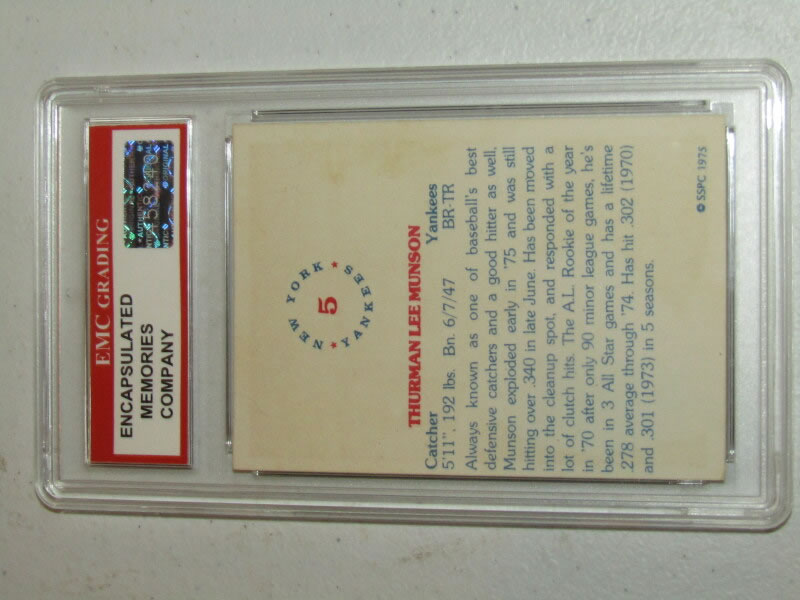 EMC GRADING
ENCAPSULATED
MEMORIES
COMPANY
NEW YORK
5
YANKEES
THURMAN LEE MUNSON
Catcher Yankees
5'11", 192 lbs. Bn. 6/7/47 BR-TR
Always known as one of baseball's best
defensive catchers and a good hitter as well,
Munson exploded early in '75 and was still
hitting over .340 in late June. Has been moved
into the cleanup spot, and responded with a
lot of clutch hits. The A.L. Rookie of the year
in '70 after only 90 minor league games, he's
been in 3 All Star games and has a lifetime
.278 average through '74. Has hit .302 (1970)
and .301 (1973) in 5 seasons.
© SSPC 1975